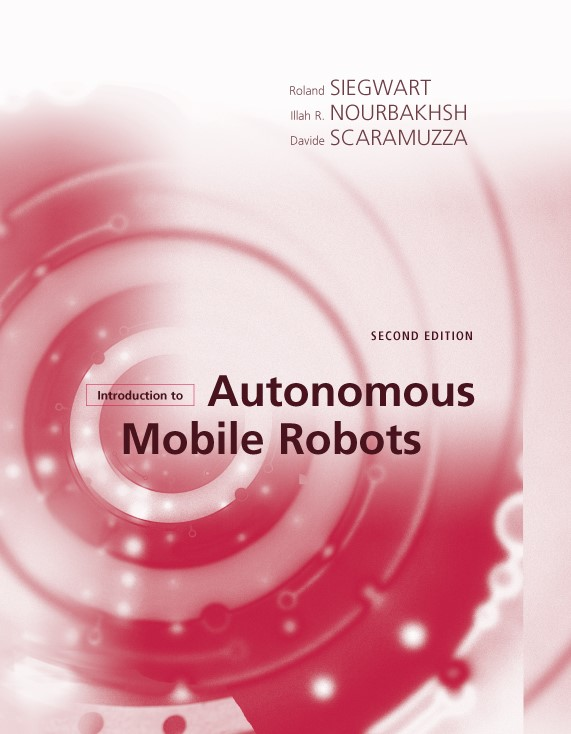 Roland SIEGWART
Illah R. NOURBAKHSH
Davide SCARAMUZZA
SECOND EDITION
Introduction to Autonomous
Mobile Robots